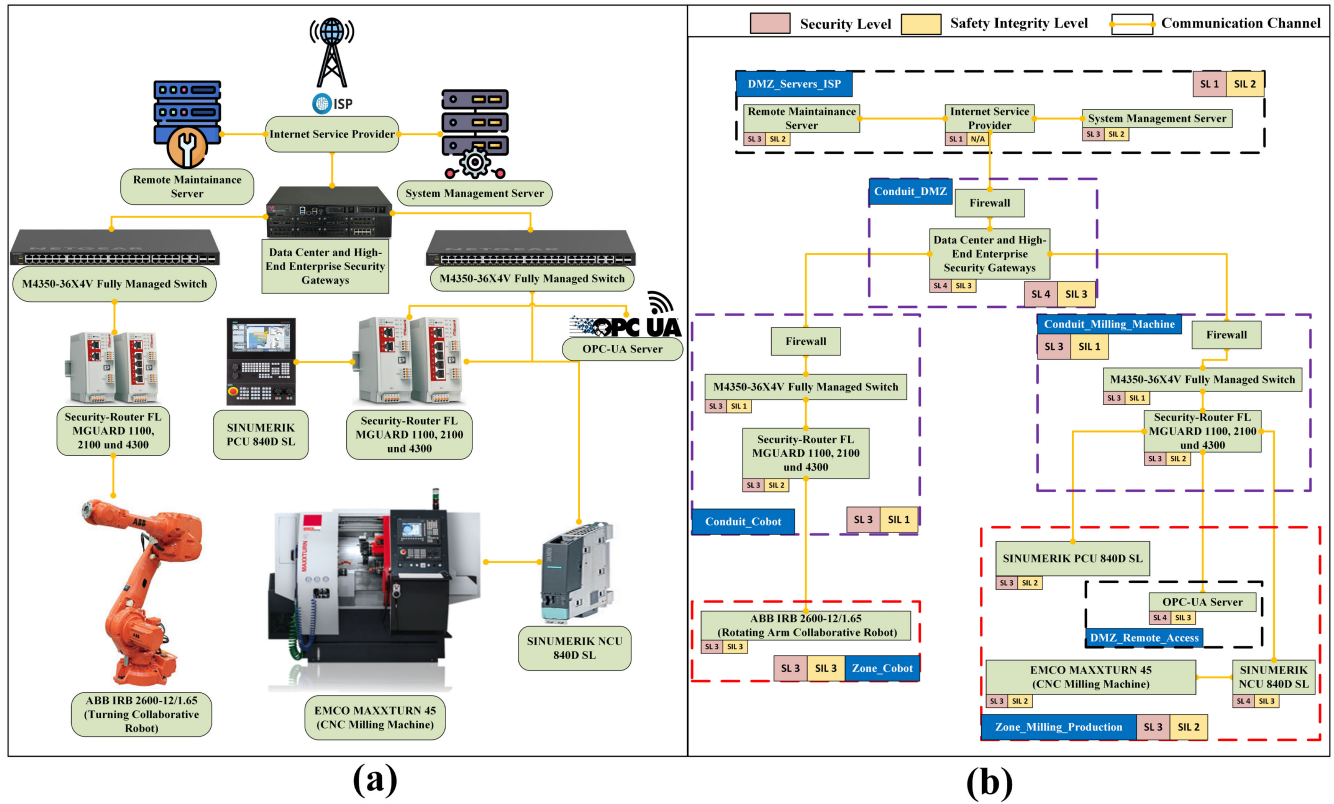 ISP
Internet Service Provider
Remote Maintainance
Server
System Management Server
NETGEAR
Data Center and High-
End Enterprise Security
Gateways
M4350-36X4V Fully Managed Switch
M4350-36X4V Fully Managed Switch
OPC UA
OPC-UA Server
Security-Router FL
MGUARD 1100,
2100 und 4300
SINUMERIK
PCU 840D SL
Security-Router FL
MGUARD 1100, 2100
und 4300
ABB
MAXXTURN
SINUMERIK NCU
840D SL
ABB IRB 2600-12/1.65
(Turning Collaborative
Robot)
EMCO MAXXTURN 45
(CNC Milling Machine)
(a)
Security Level
Safety Integrity Level
Communication Channel
DMZ_Servers_ISP
SL 1
SIL 2
Remote Maintainance
Server
SL 3
SIL 2
Internet Service
Provider
SL 1
N/A
System Management Server
SL 3
SIL 2
Conduit_DMZ
Firewall
Data Center and High-
End Enterprise
Security Gateways
SL 4
SIL 3
SL 4
SIL 3
Firewall
M4350-36X4V Fully Managed Switch
SL 3
SIL 1
Security-Router FL
MGUARD 1100, 2100
und 4300
SL 3
SIL 2
Conduit_Cobot
SL 3
SIL 1
Conduit_Milling_Machine
SL 3
SIL 1
Firewall
M4350-36X4V Fully Managed Switch
SL 3
SIL 1
Security-Router FL
MGUARD 1100, 2100
und 4300
SL 3
SIL 2
ABB IRB 2600-12/1.65
(Rotating Arm Collaborative Robot)
SL 3
SIL 3
SL 3
SIL 3
Zone_Cobot
SINUMERIK PCU 840D SL
SL 3
SIL 2
OPC-UA Server
SL 4
SIL 3
DMZ_Remote_Access
EMCO MAXXTURN 45
(CNC Milling Machine)
SL 3
SIL 2
SINUMERIK
NCU 840D SL
SL 4
SIL 3
Zone_Milling_Production
SL 3
SIL 2
(b)